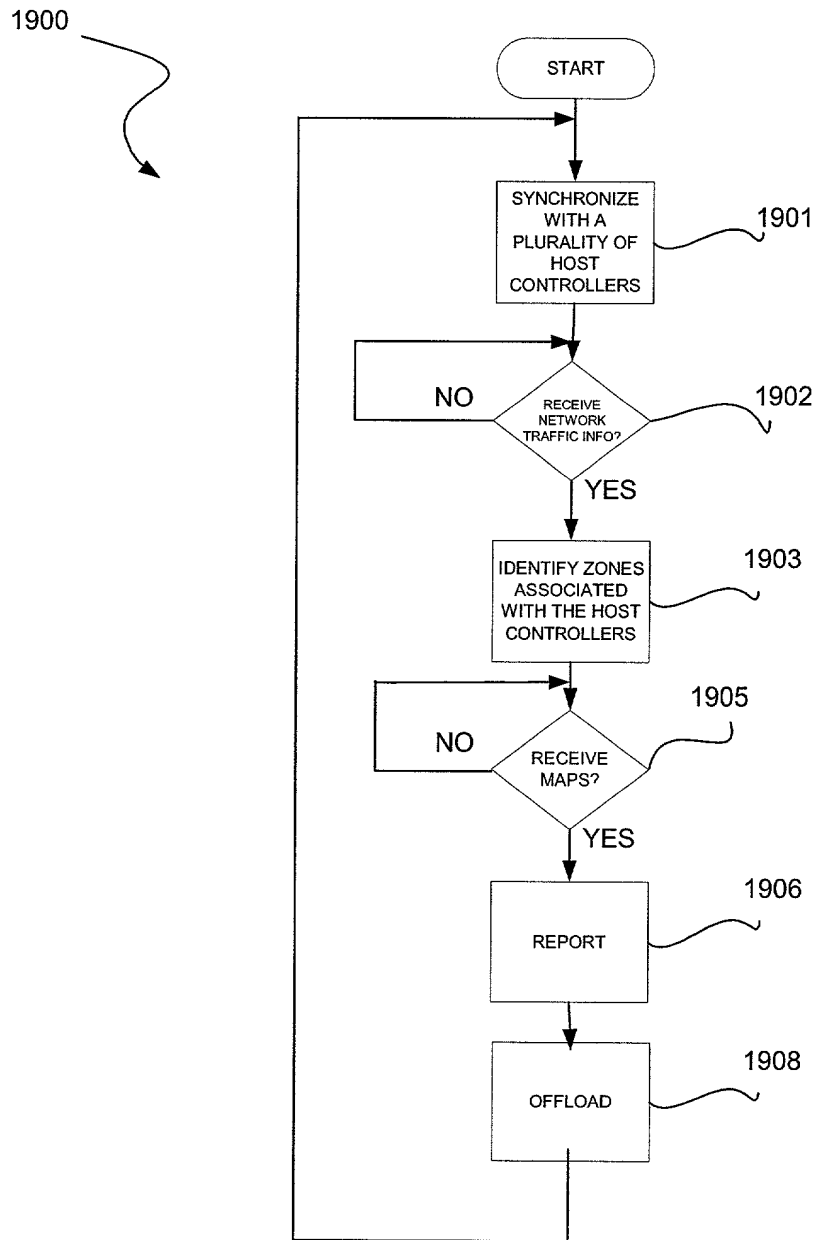 1900
START
SYNCHRONIZE
WITH A
PLURALITY OF
HOST
CONTROLLERS
1901
NO
RECEIVE
NETWORK
TRAFFIC INFO?
1902
YES
IDENTIFY ZONES
ASSOCIATED
WITH THE HOST
CONTROLLERS
1903
NO
RECEIVE
MAPS?
1905
YES
REPORT
1906
OFFLOAD
1908